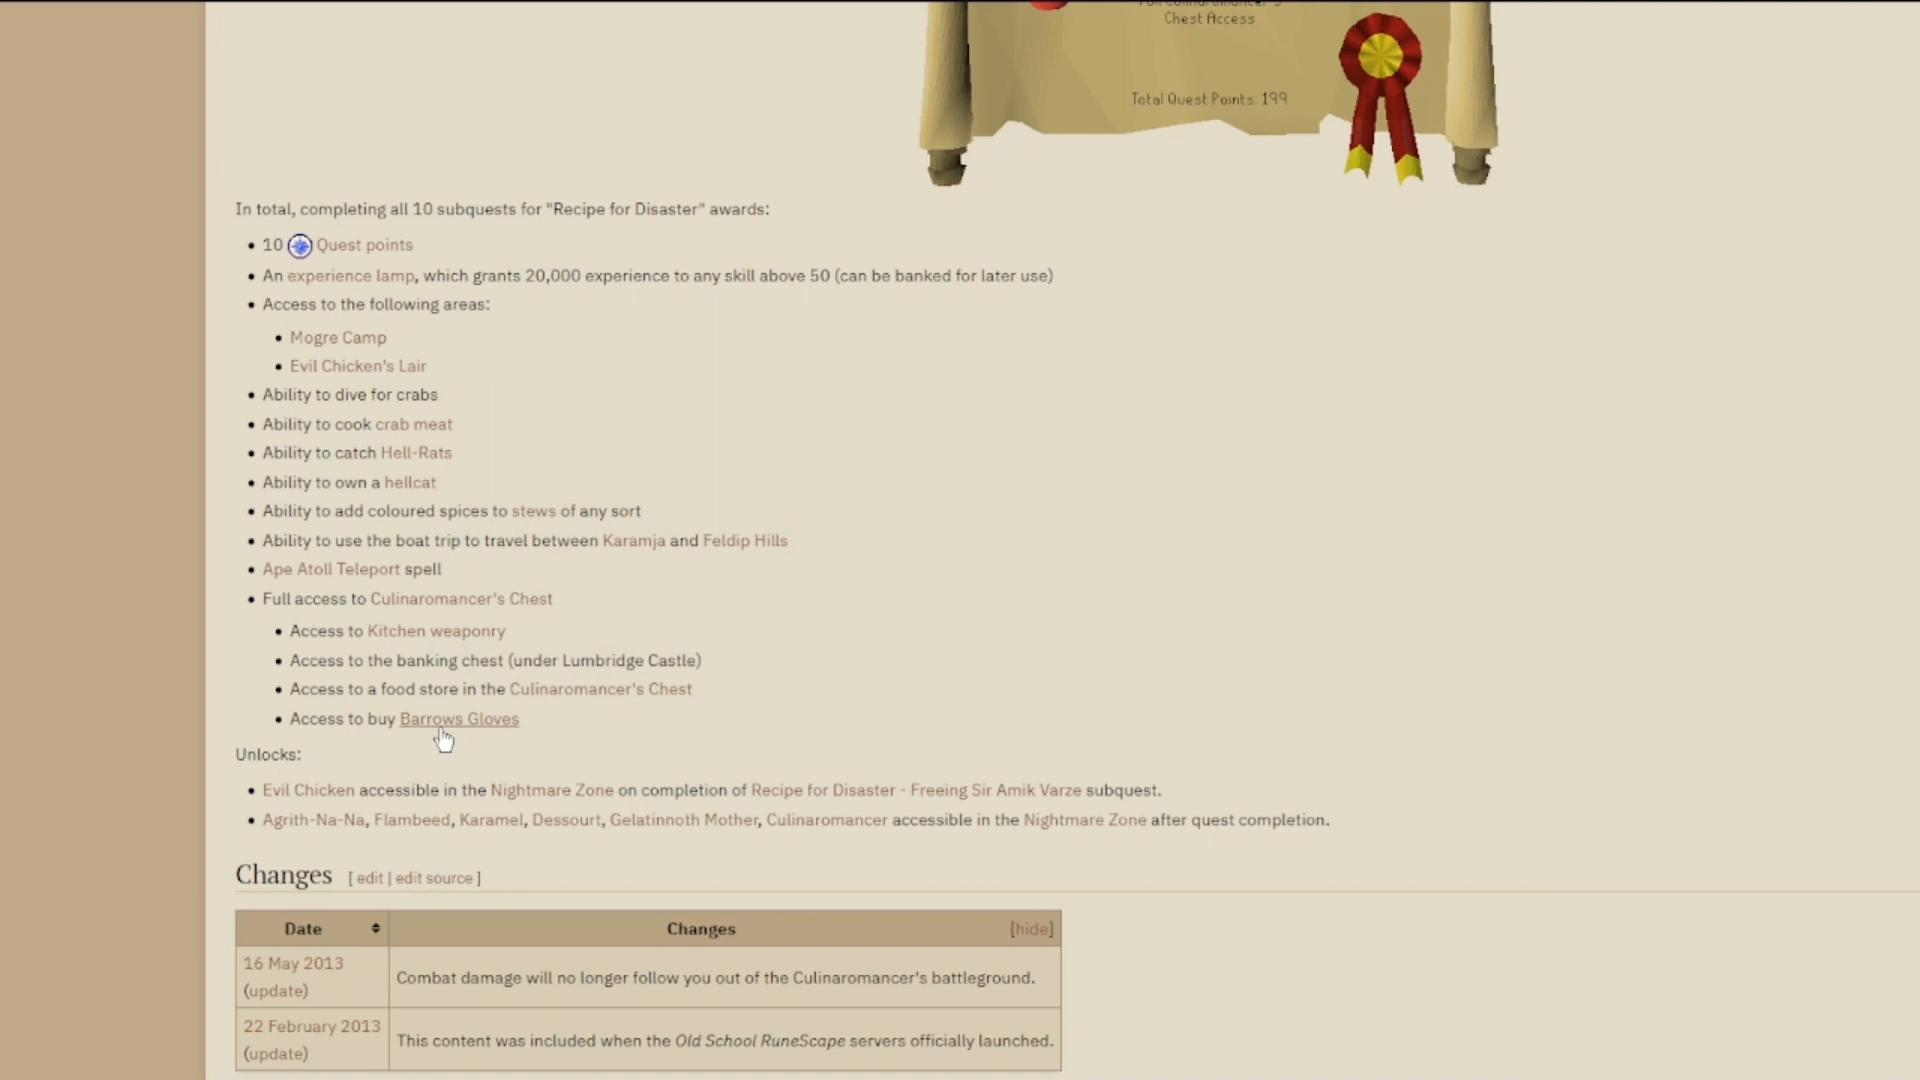 Chest Access
Total Quest Points: 199
In total, completing all 10 subquests for "Recipe for Disaster" awards:
• 10 Quest points
• An experience lamp, which grants 20,000 experience to any skill above 50 (can be banked for later use)
• Access to the following areas:
• Mogre Camp
• Evil Chicken's Lair
• Ability to dive for crabs
• Ability to cook crab meat
• Ability to catch Hell-Rats
• Ability to own a hellcat
• Ability to add coloured spices to stews of any sort
• Ability to use the boat trip to travel between Karamja and Feldip Hills
• Ape Atoll Teleport spell
• Full access to Culinaromancer's Chest
• Access to Kitchen weaponry
• Access to the banking chest (under Lumbridge Castle)
• Access to a food store in the Culinaromancer's Chest
• Access to buy Barrows Gloves
Unlocks:
• Evil Chicken accessible in the Nightmare Zone on completion of Recipe for Disaster - Freeing Sir Amik Varze subquest.
• Agrith-Na-Na, Flambeed, Karamel, Dessourt, Gelatinnoth Mother, Culinaromancer accessible in the Nightmare Zone after quest completion.
Changes [ edit | edit source ]
Date Changes [hide]
16 May 2013
(update)
Combat damage will no longer follow you out of the Culinaromancer's battleground.
22 February 2013
(update)
This content was included when the Old School RuneScape servers officially launched.